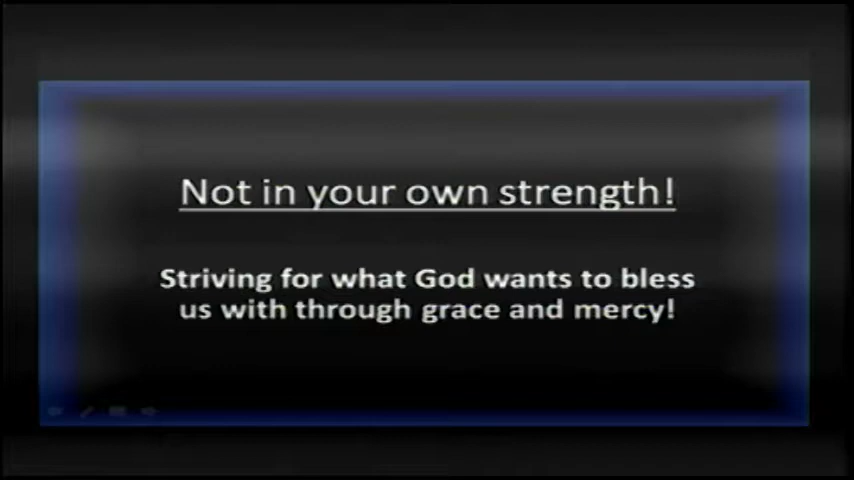 Not in your own strength!
Striving for what God wants to bless
us with through grace and mercy!